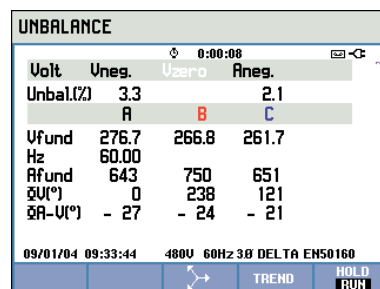 UNBALANCE
0:00:08
Volt Vneg. Vzero Aneg.
Unbal.(%) 3.3 2.1
A B C
Vfund 276.7 266.8 261.7
Hz 60.00
Afund 643 750 651
ΦV(°) 0 238 121
ΦA-V(°) - 27 - 24 - 21
09/01/04 09:33:44 480V 60Hz 3Ø DELTA EN50160
TREND HOLD
RUN